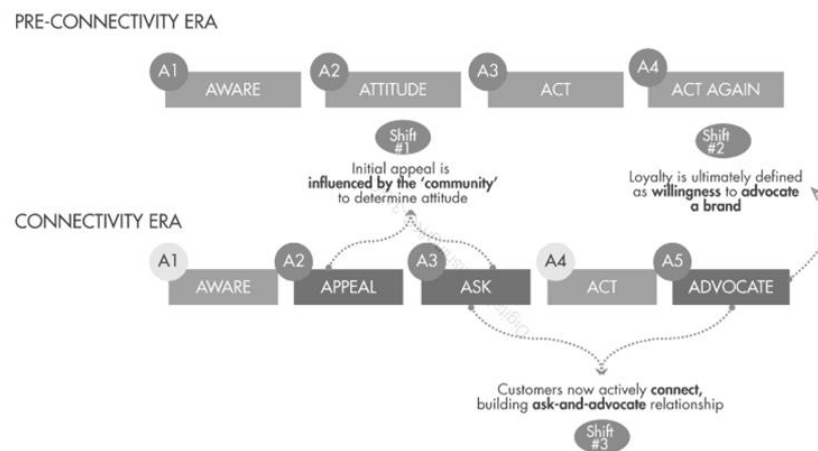 PRE-CONNECTIVITY ERA
A1 AWARE A2 ATTITUDE A3 ACT A4 ACT AGAIN
Shift
#1
Initial appeal is
influenced by the ‘community’
to determine attitude
Shift
#2
Loyalty is ultimately defined
as willingness to advocate
a brand
CONNECTIVITY ERA
A1 AWARE A2 APPEAL A3 ASK A4 ACT A5 ADVOCATE
Customers now actively connect,
building ask-and-advocate relationship
Shift
#3